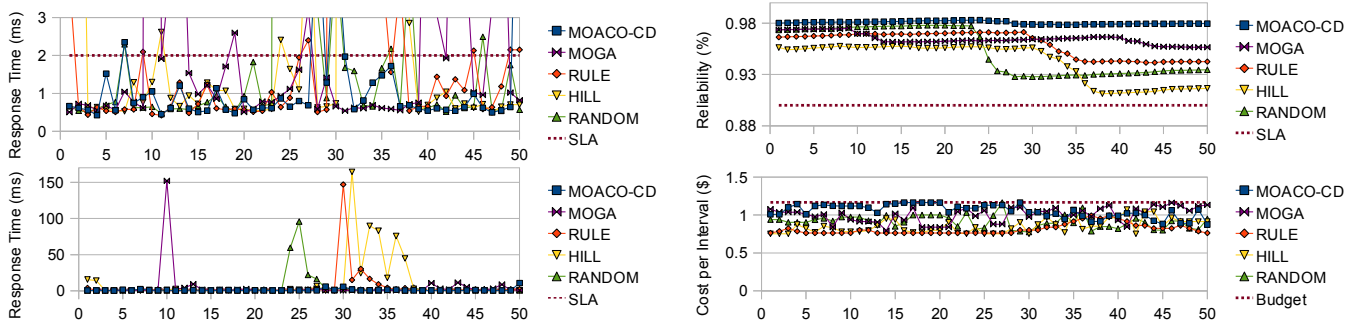 Response Time (ms)
3
2
1
0
0 5 10 15 20 25 30 35 40 45 50
MOACO-CD
MOGA
RULE
HILL
RANDOM
SLA
Reliability (%)
0.98
0.93
0.88
0 5 10 15 20 25 30 35 40 45 50
MOACO-CD
MOGA
RULE
HILL
RANDOM
SLA
Response Time (ms)
150
100
50
0
0 5 10 15 20 25 30 35 40 45 50
MOACO-CD
MOGA
RULE
HILL
RANDOM
SLA
Cost per Interval ($)
1.5
1
0.5
0
0 5 10 15 20 25 30 35 40 45 50
MOACO-CD
MOGA
RULE
HILL
RANDOM
Budget